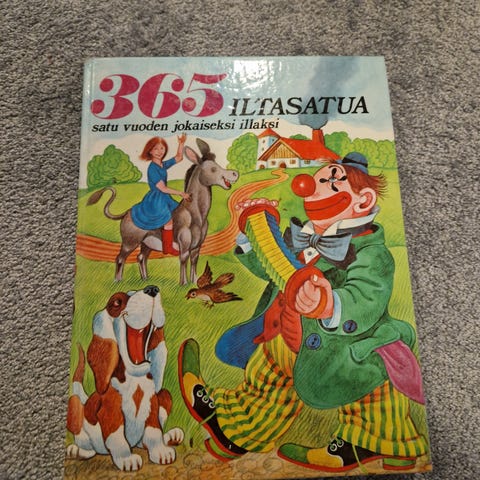 365 ILTASATUA
satu vuoden jokaiseksi illaksi